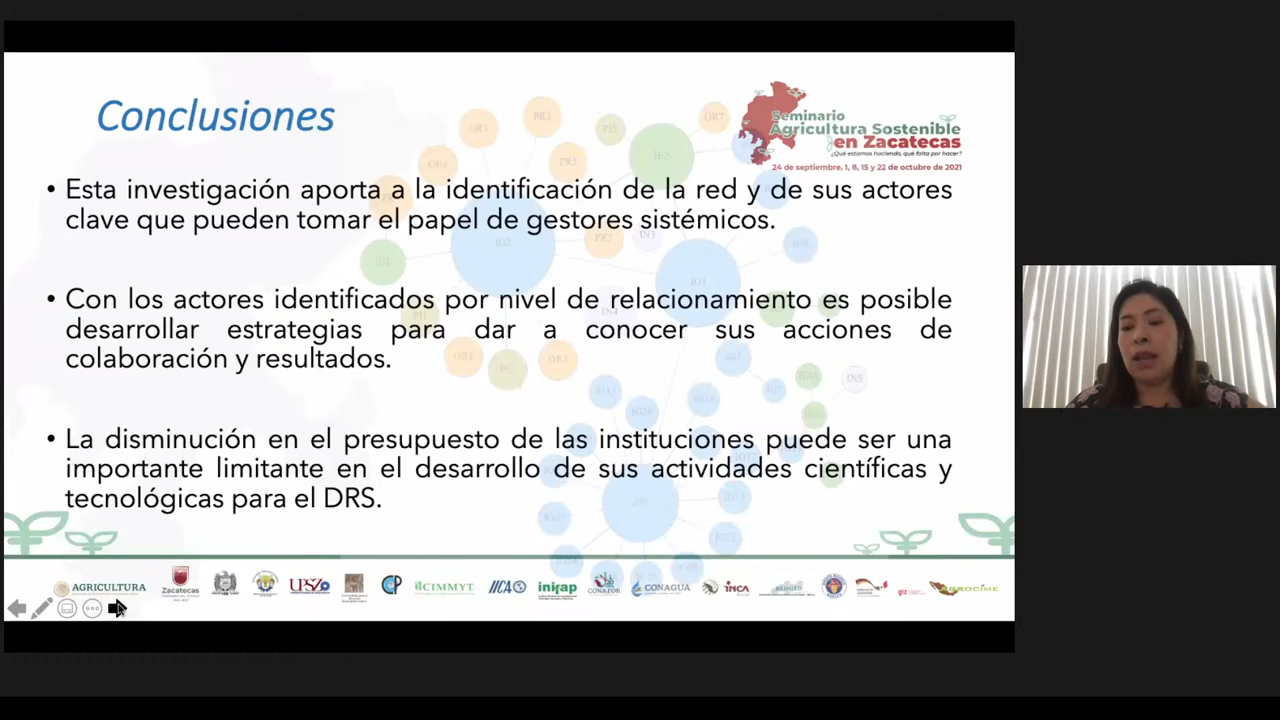 Conclusiones
Seminario
Agricultura Sostenible
en Zacatecas
¿Qué estamos haciendo, qué falta por hacer?
24 de septiembre, 1, 8, 15 y 22 de octubre de 2021
• Esta investigación aporta a la identificación de la red y de sus actores
clave que pueden tomar el papel de gestores sistémicos.
• Con los actores identificados por nivel de relacionamiento es posible
desarrollar estrategias para dar a conocer sus acciones de
colaboración y resultados.
• La disminución en el presupuesto de las instituciones puede ser una
importante limitante en el desarrollo de sus actividades científicas y
tecnológicas para el DRS.
AGRICULTURA
Zacatecas
UPSZ
CIMMYT
IICA
inifap
CONATOR
CONAGUA
INCA
giz